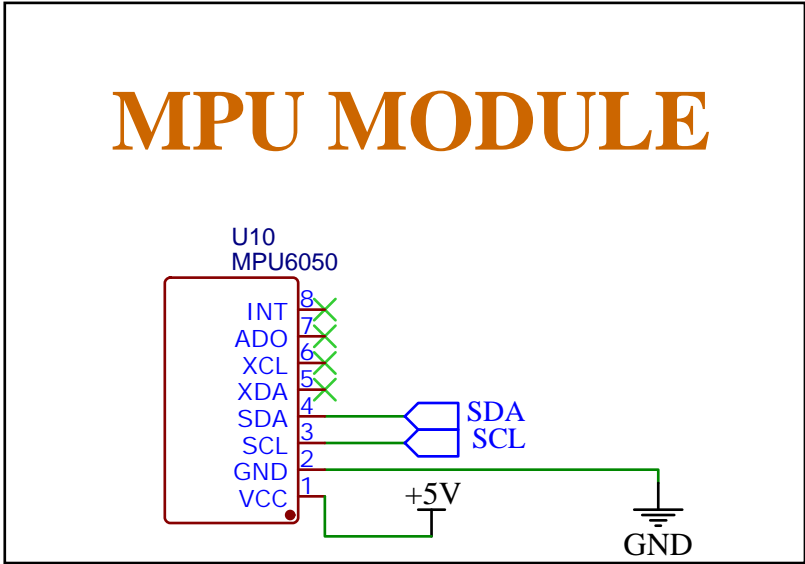 MPU MODULE
U10
MPU6050
INT 8
ADO 7
XCL 6
XDA 5
SDA 4 SDA
SCL 3 SCL
GND 2
VCC 1
+5V
GND